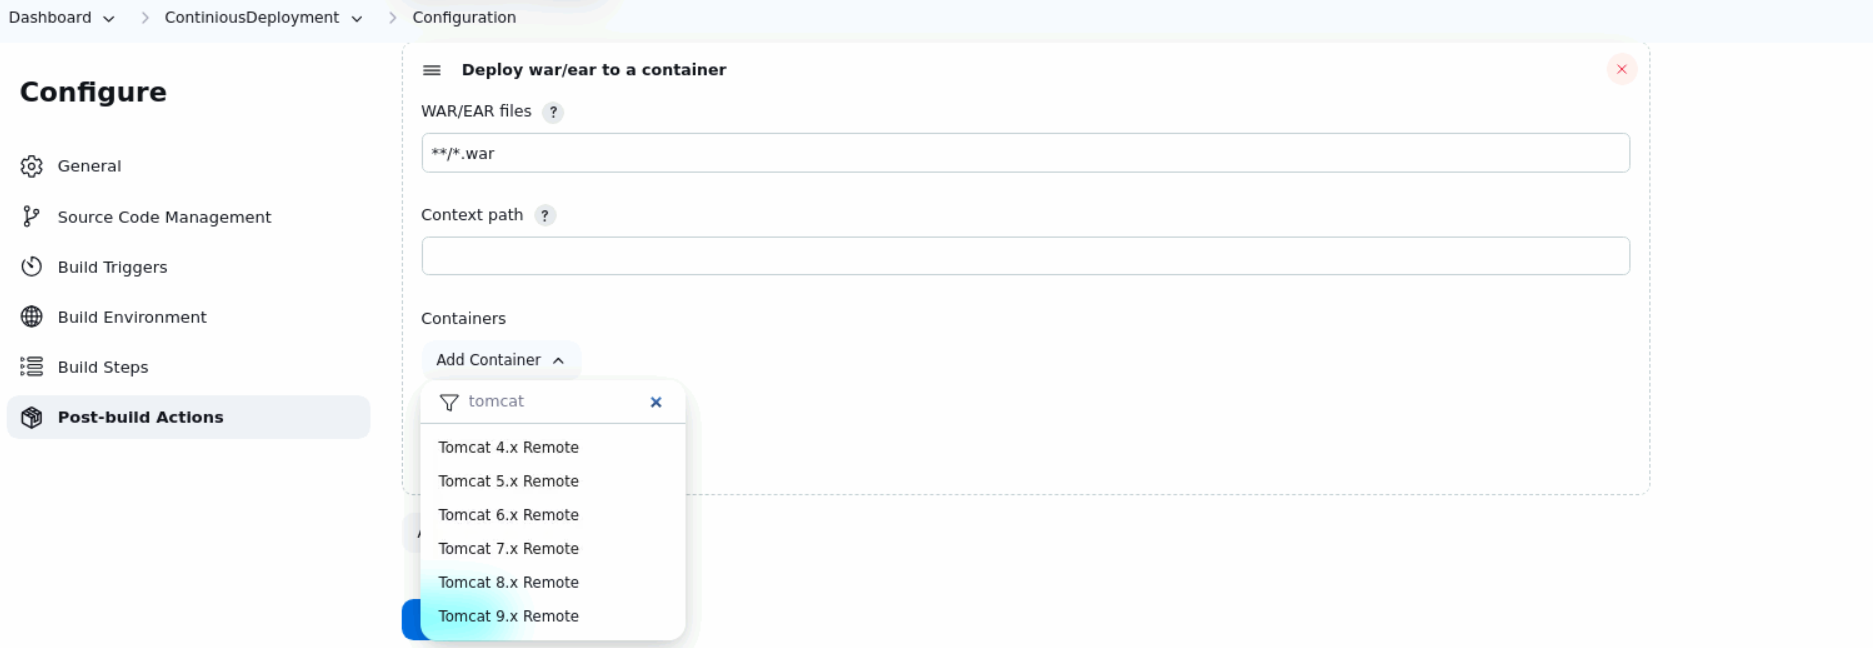 Dashboard ContiniousDeployment Configuration
Configure
General
Source Code Management
Build Triggers
Build Environment
Build Steps
Post-build Actions
Deploy war/ear to a container
WAR/EAR files ?
**/*.war
Context path ?
Containers
Add Container
tomcat
Tomcat 4.x Remote
Tomcat 5.x Remote
Tomcat 6.x Remote
Tomcat 7.x Remote
Tomcat 8.x Remote
Tomcat 9.x Remote